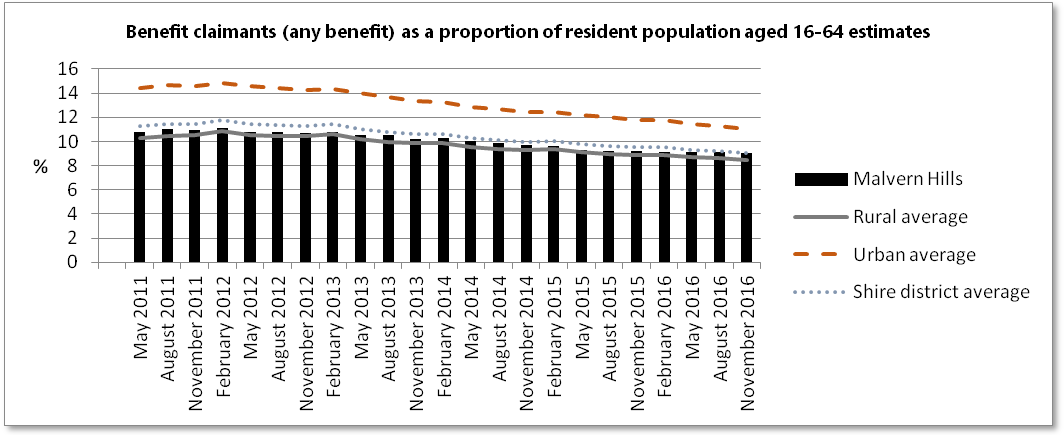 Benefit claimants (any benefit) as a proportion of resident population aged 16-64 estimates
16
14
12
10
8
6
4
2
0
%
May 2011
August 2011
November 2011
February 2012
May 2012
August 2012
November 2012
February 2013
May 2013
August 2013
November 2013
February 2014
May 2014
August 2014
November 2014
February 2015
May 2015
August 2015
November 2015
February 2016
May 2016
August 2016
November 2016
Malvern Hills
Rural average
Urban average
Shire district average